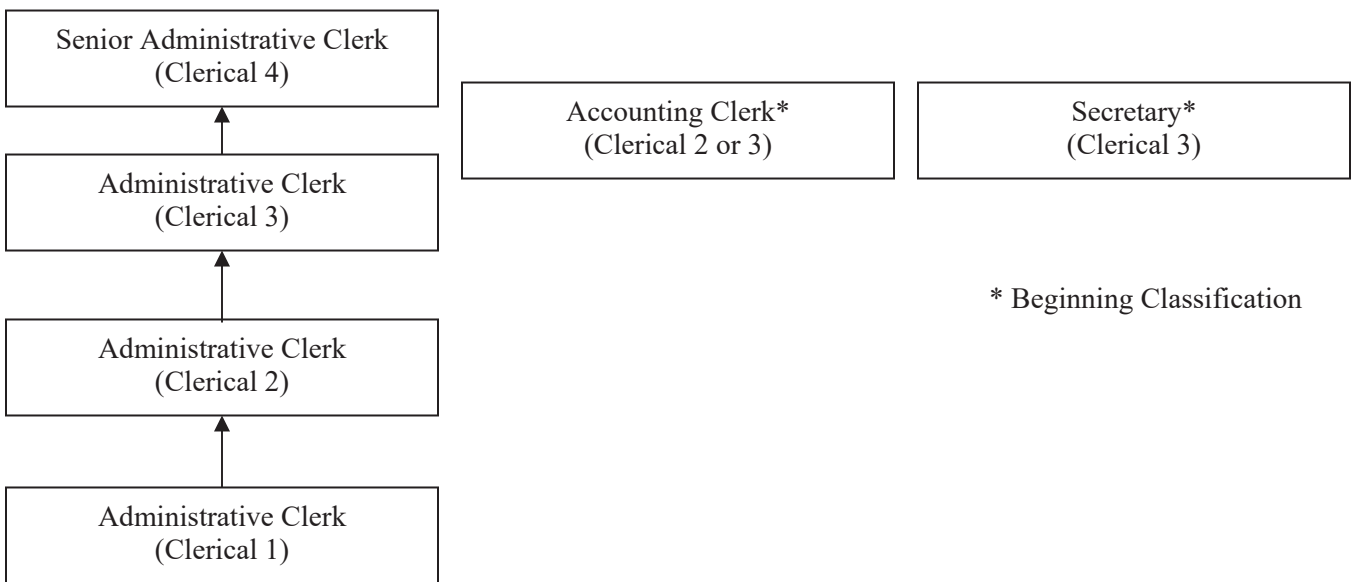 Senior Administrative Clerk
(Clerical 4)
Accounting Clerk*
(Clerical 2 or 3)
Secretary*
(Clerical 3)
Administrative Clerk
(Clerical 3)
* Beginning Classification
Administrative Clerk
(Clerical 2)
Administrative Clerk
(Clerical 1)